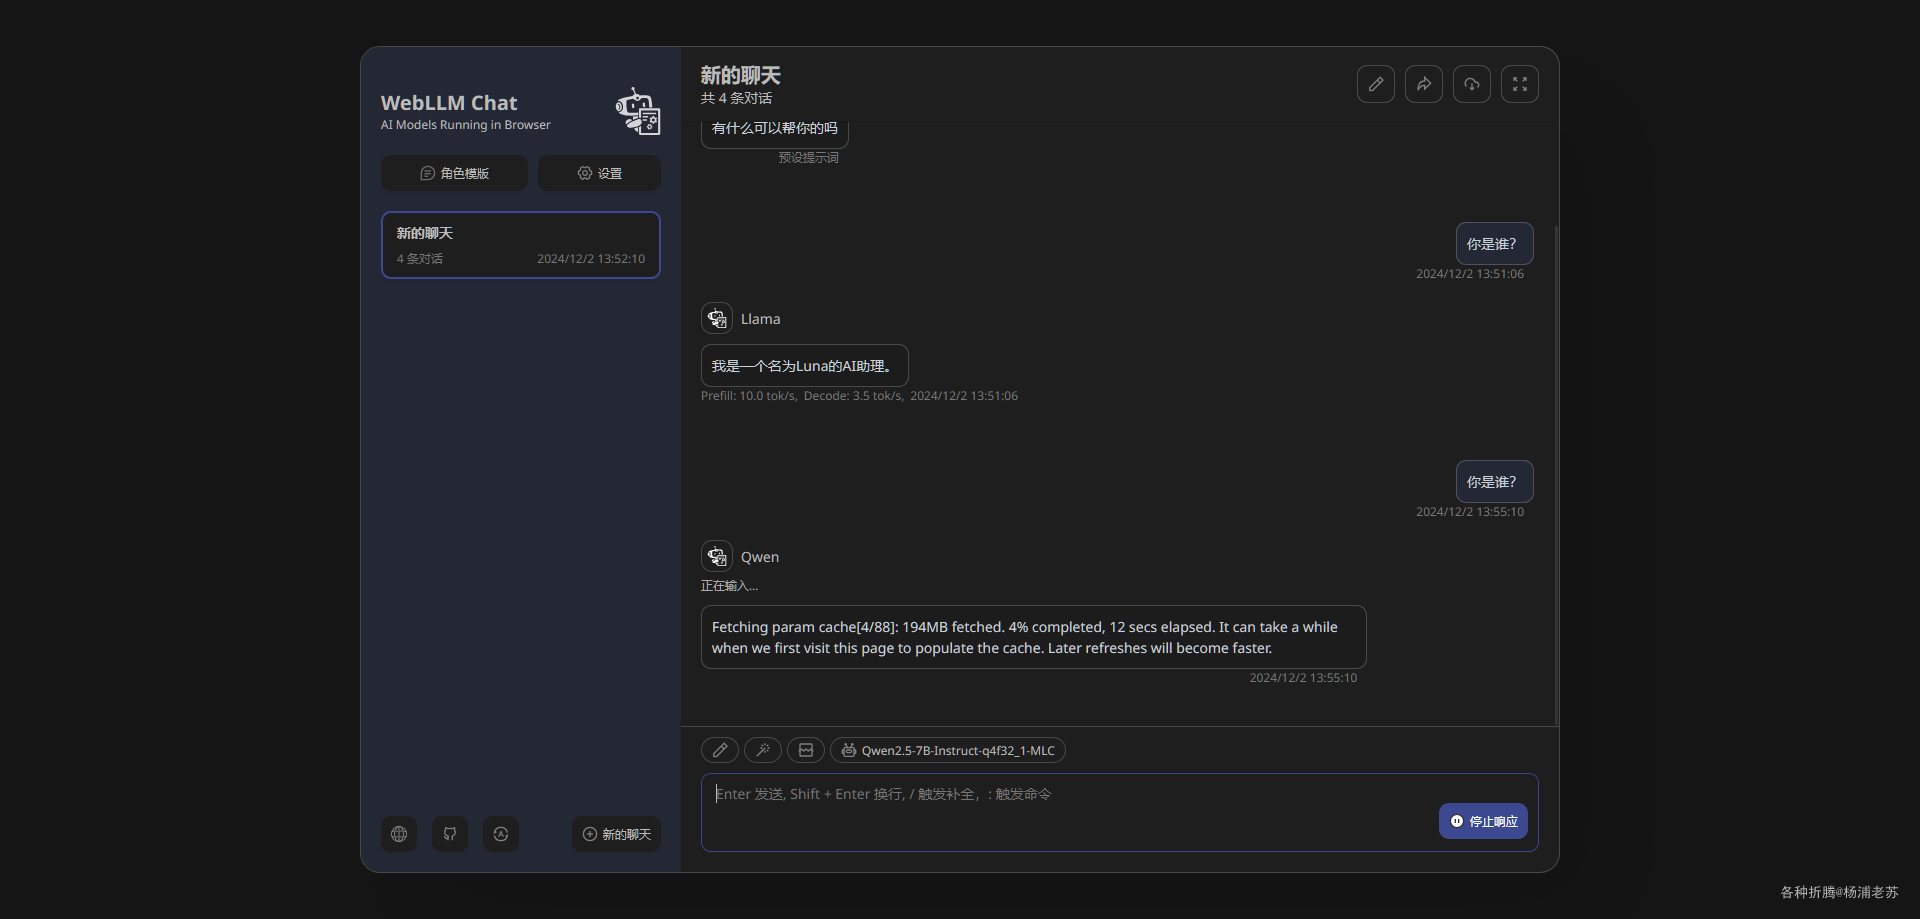 WebLLM Chat
AI Models Running in Browser
角色模版
设置
新的聊天
4 条对话
2024/12/2 13:52:10
新的聊天
新的聊天
共 4 条对话
有什么可以帮你的吗
预设提示词
你是谁?
2024/12/2 13:51:06
Llama
我是一个名为Luna的AI助理。
Prefill: 10.0 tok/s, Decode: 3.5 tok/s, 2024/12/2 13:51:06
你是谁?
2024/12/2 13:55:10
Qwen
正在输入...
Fetching param cache[4/88]: 194MB fetched. 4% completed, 12 secs elapsed. It can take a while
when we first visit this page to populate the cache. Later refreshes will become faster.
2024/12/2 13:55:10
Qwen2.5-7B-Instruct-q4f32_1-MLC
Enter 发送, Shift + Enter 换行, / 触发补全，: 触发命令
停止响应
各种折腾@杨浦老苏